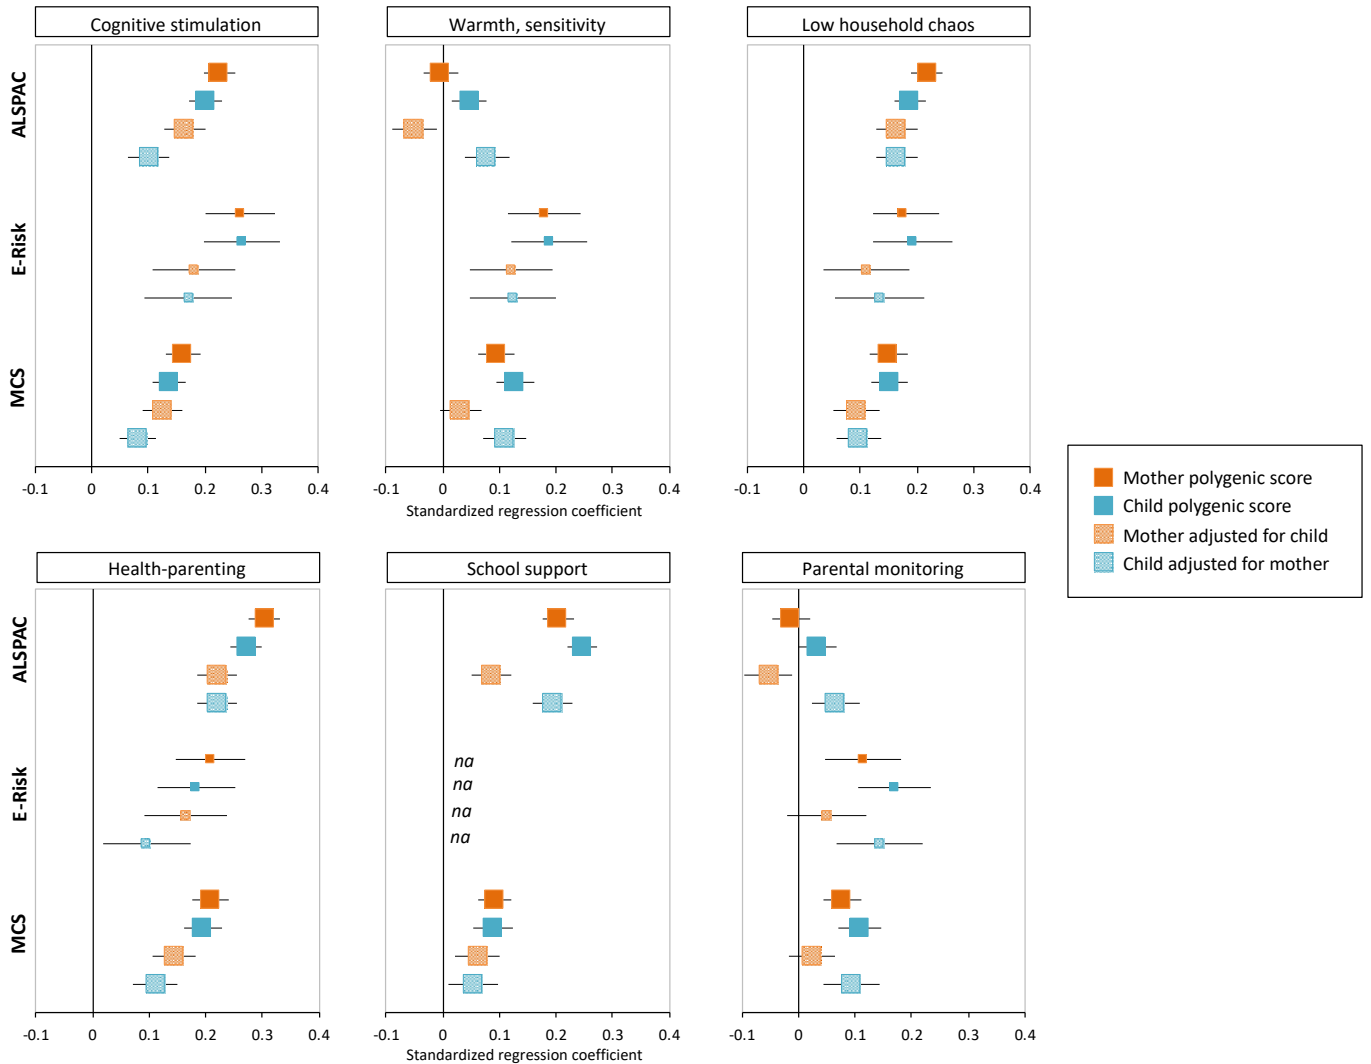 Cognitive stimulation
Warmth, sensitivity
Low household chaos
ALSPAC
E-Risk
MCS
-0.1 0 0.1 0.2 0.3 0.4
-0.1 0 0.1 0.2 0.3 0.4
-0.1 0 0.1 0.2 0.3 0.4
Standardized regression coefficient
Mother polygenic score
Child polygenic score
Mother adjusted for child
Child adjusted for mother
Health-parenting
School support
Parental monitoring
ALSPAC
E-Risk
MCS
na
na
na
na
-0.1 0 0.1 0.2 0.3 0.4
-0.1 0 0.1 0.2 0.3 0.4
-0.1 0 0.1 0.2 0.3 0.4
Standardized regression coefficient